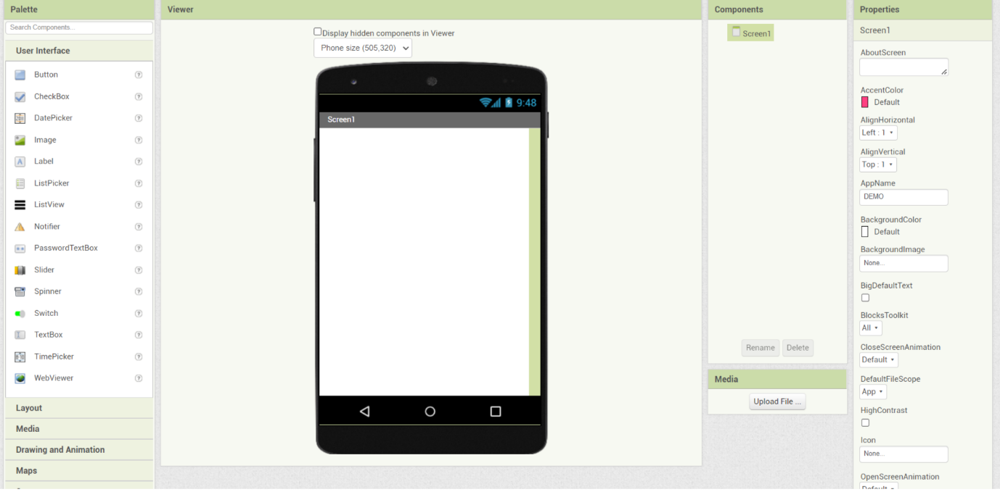 Palette
Search Components...
User Interface
Button
CheckBox
DatePicker
Image
Label
ListPicker
ListView
Notifier
PasswordTextBox
Slider
Spinner
Switch
TextBox
TimePicker
WebViewer
Layout
Media
Drawing and Animation
Maps
Viewer
Display hidden components in Viewer
Phone size (505,320)
9:48
Screen1
Components
Screen1
Rename
Delete
Media
Upload File ...
Properties
Screen1
AboutScreen
AccentColor
Default
AlignHorizontal
Left : 1
AlignVertical
Top : 1
AppName
DEMO
BackgroundColor
Default
BackgroundImage
None...
BigDefaultText
BlocksToolkit
All
CloseScreenAnimation
Default
DefaultFileScope
App
HighContrast
Icon
None...
OpenScreenAnimation
Default